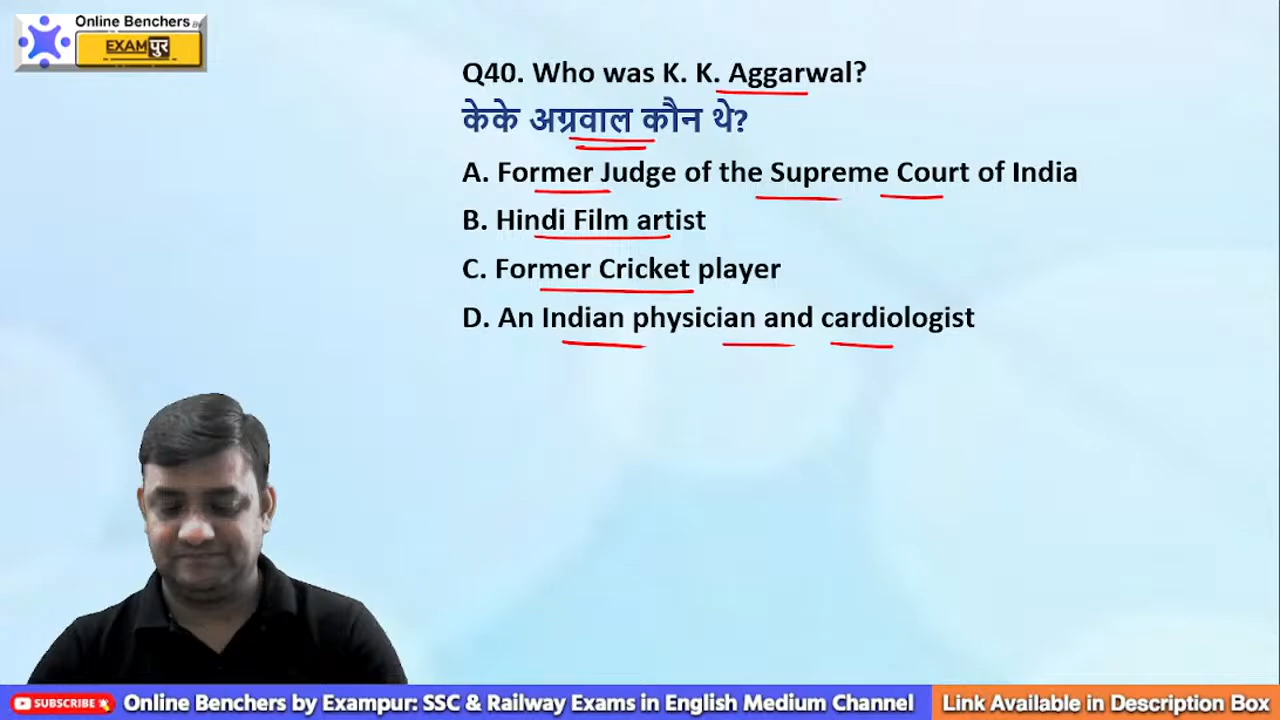 Online Benchers By
EXAMपुर
Q40. Who was K. K. Aggarwal?
केके अग्रवाल कौन थे?
A. Former Judge of the Supreme Court of India
B. Hindi Film artist
C. Former Cricket player
D. An Indian physician and cardiologist
SUBSCRIBE Online Benchers by Exampur: SSC & Railway Exams in English Medium Channel Link Available in Description Box